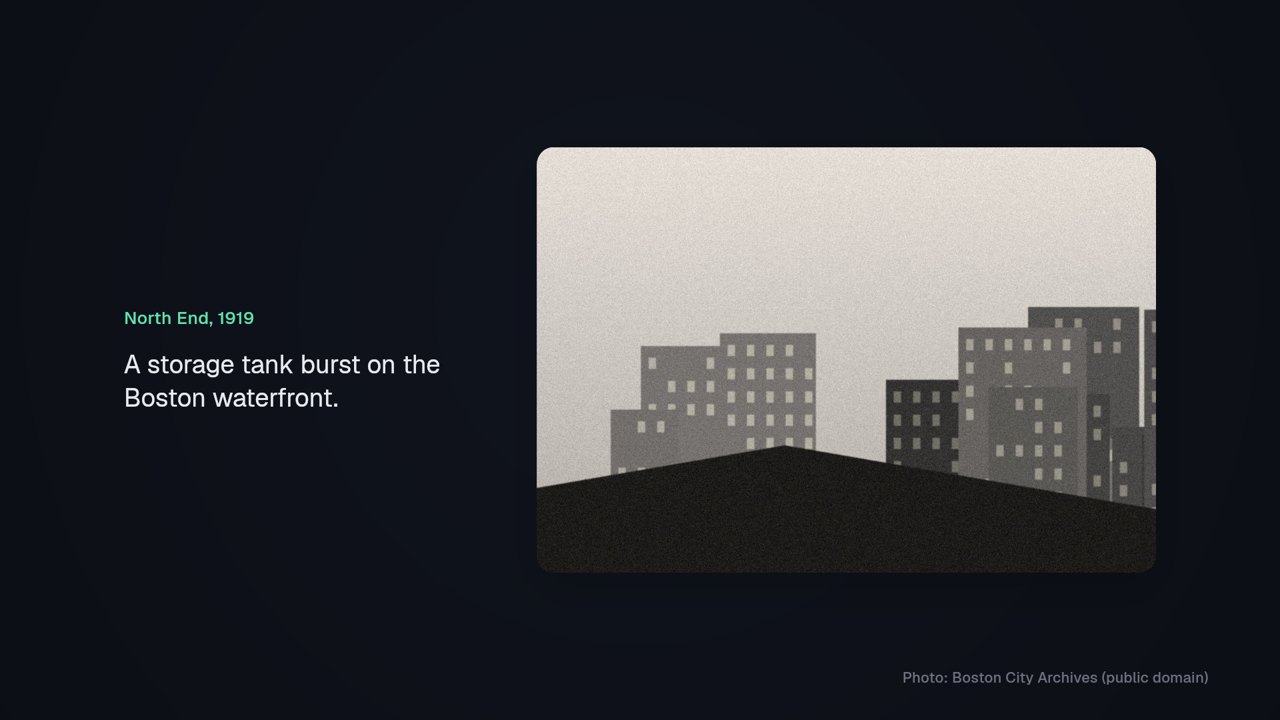 North End, 1919
A storage tank burst on the
Boston waterfront.
Photo: Boston City Archives (public domain)